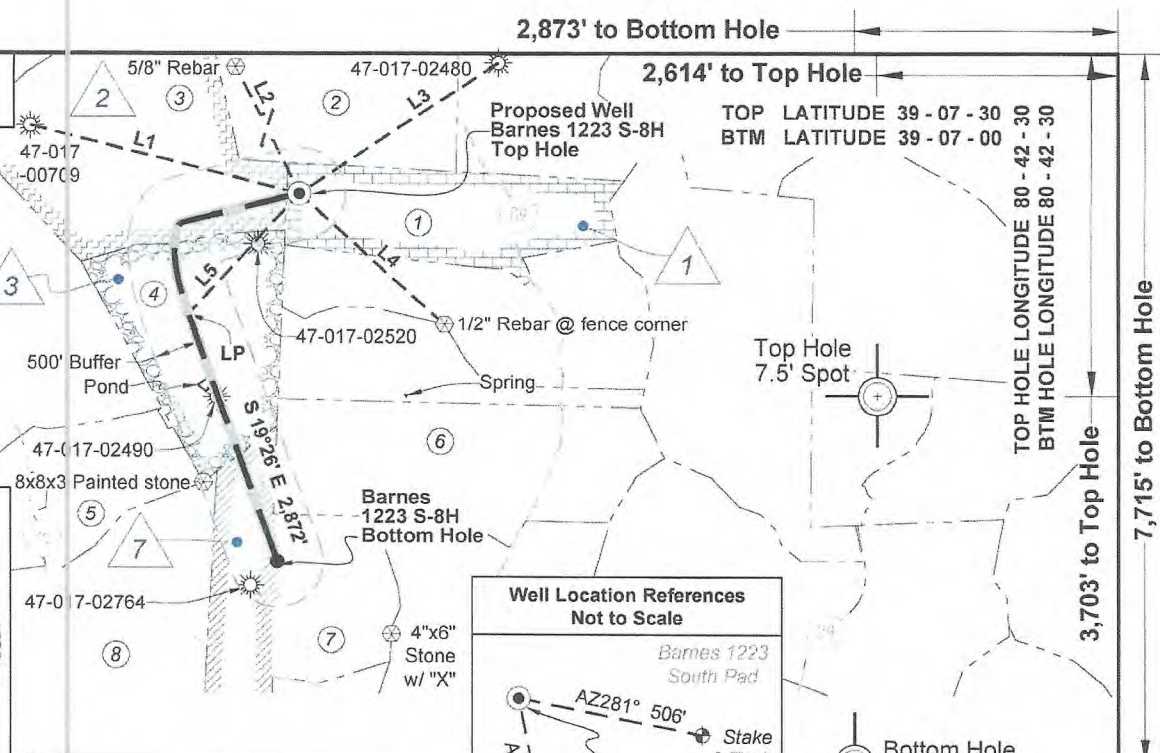 2,873' to Bottom Hole
2,614' to Top Hole
5/8" Rebar
47-017-02480
2
3
2
L2
L3
L1
47-017
-00709
Proposed Well
Barnes 1223 S-8H
Top Hole
TOP LATITUDE 39 - 07 - 30
BTM LATITUDE 39 - 07 - 00
TOP HOLE LONGITUDE 80 - 42 - 30
BTM HOLE LONGITUDE 80 - 42 - 30
1
1
L4
L5
3
4
LP
47-017-02520
1/2" Rebar @ fence corner
500' Buffer
Pond
Spring
Top Hole
7.5' Spot
7,715' to Bottom Hole
3,703' to Top Hole
S 19°26' E 2,872'
6
47-017-02490
8x8x3 Painted stone
5
7
Barnes
1223 S-8H
Bottom Hole
47-017-02764
8
7
4"x6"
Stone
w/ "X"
Well Location References
Not to Scale
Barnes 1223
South Pad
AZ281° 506'
Stake
A
Bottom Hole